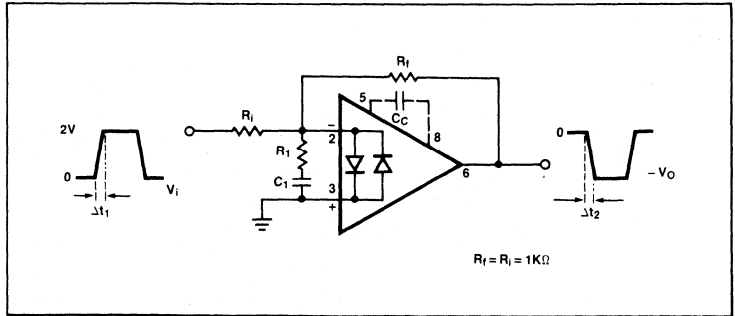 Rf
5
CC
8
Ri
2V
−
2
R1
6
0
−VO
0
Vi
C1
3
+
Δt1
Δt2
Rf = Ri = 1KΩ